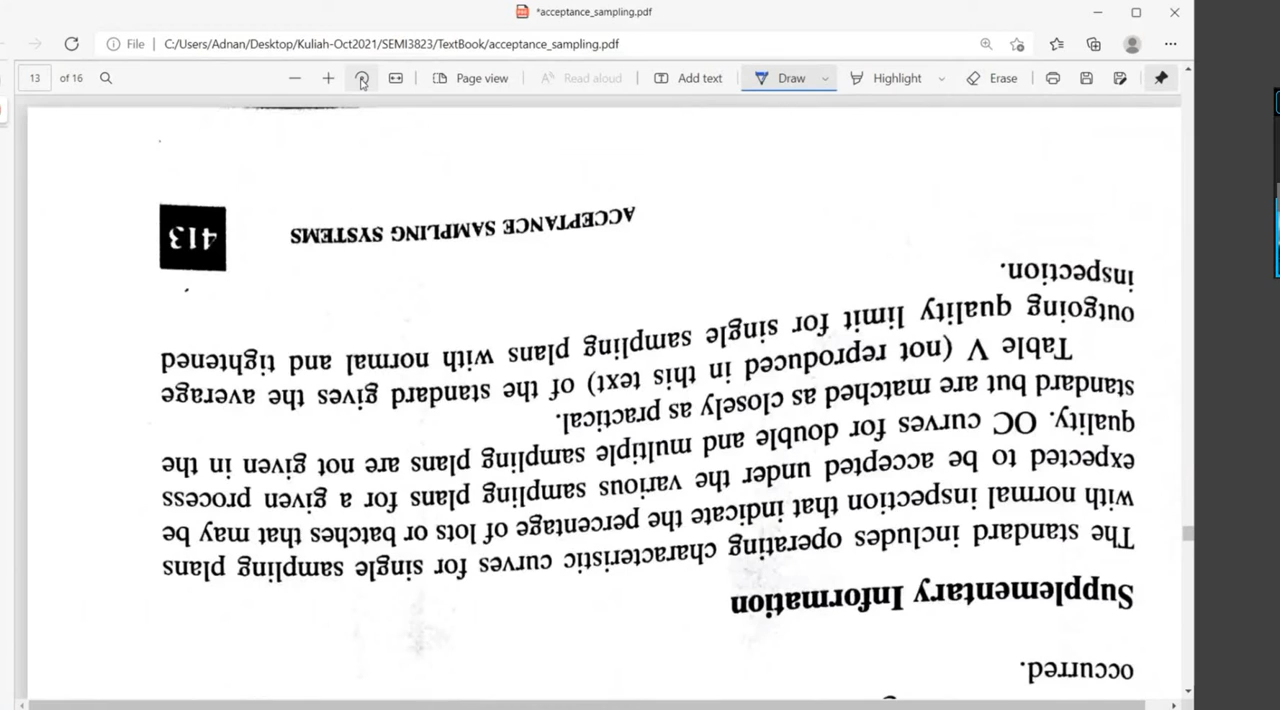 *acceptance_sampling.pdf
File | C:/Users/Adnan/Desktop/Kuliah-Oct2021/SEMI3823/TextBook/acceptance_sampling.pdf
13 of 16 Page view Read aloud Add text Draw Highlight Erase
occurred.
Supplementary Information
The standard includes operating characteristic curves for single sampling plans
with normal inspection that indicate the percentage of lots or batches that may be
expected to be accepted under the various sampling plans for a given process
quality. OC curves for double and multiple sampling plans are not given in the
standard but are matched as closely as practical.
Table V (not reproduced in this text) of the standard gives the average
outgoing quality limit for single sampling plans with normal and tightened
inspection.
ACCEPTANCE SAMPLING SYSTEMS 413